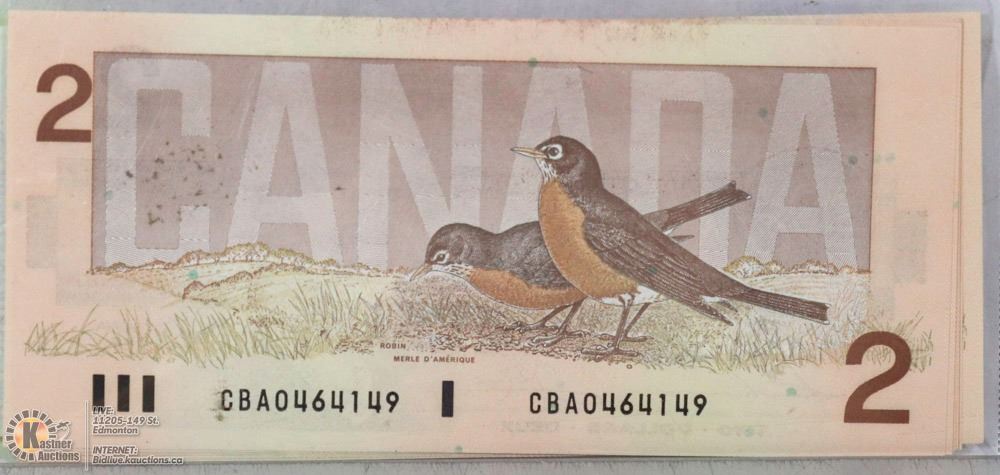 2
CANADA
ROBIN
MERLE D'AMÉRIQUE
2
CBA0464149 CBA0464149
Kastner
Auctions
LIVE:
11205-149 St.
Edmonton
INTERNET:
Bidlive.kauctions.ca